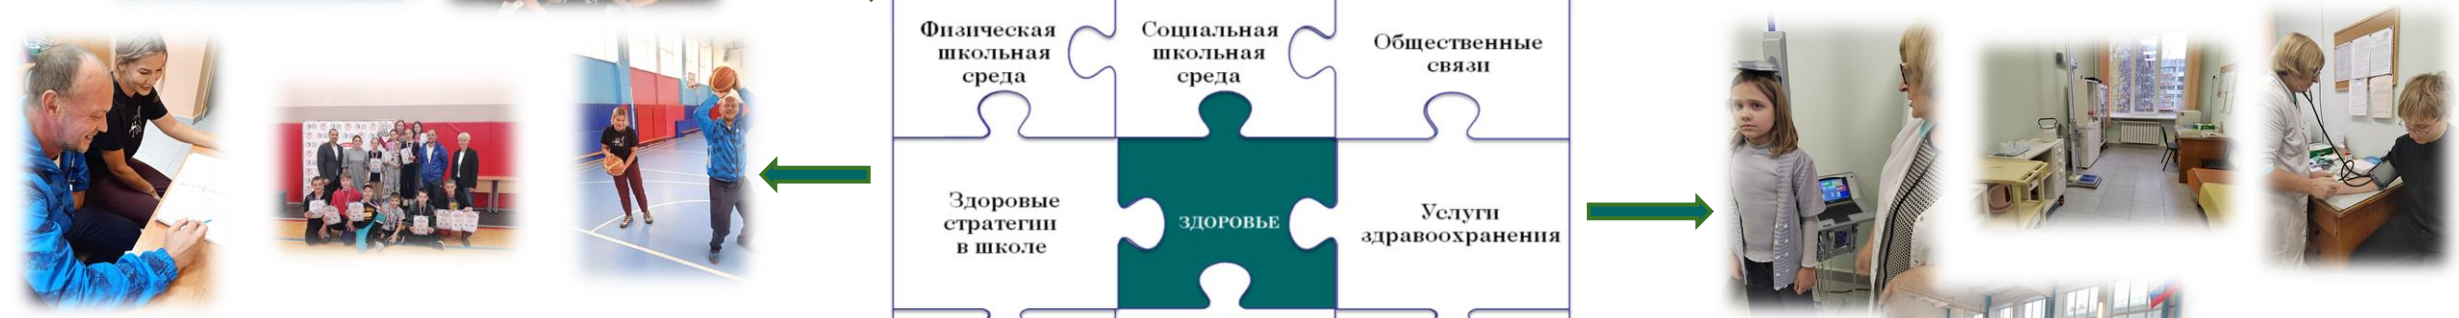 Физическая
школьная
среда
Социальная
школьная
среда
Общественные
связи
Здоровые
стратегии
в школе
ЗДОРОВЬЕ
Услуги
здравоохранения